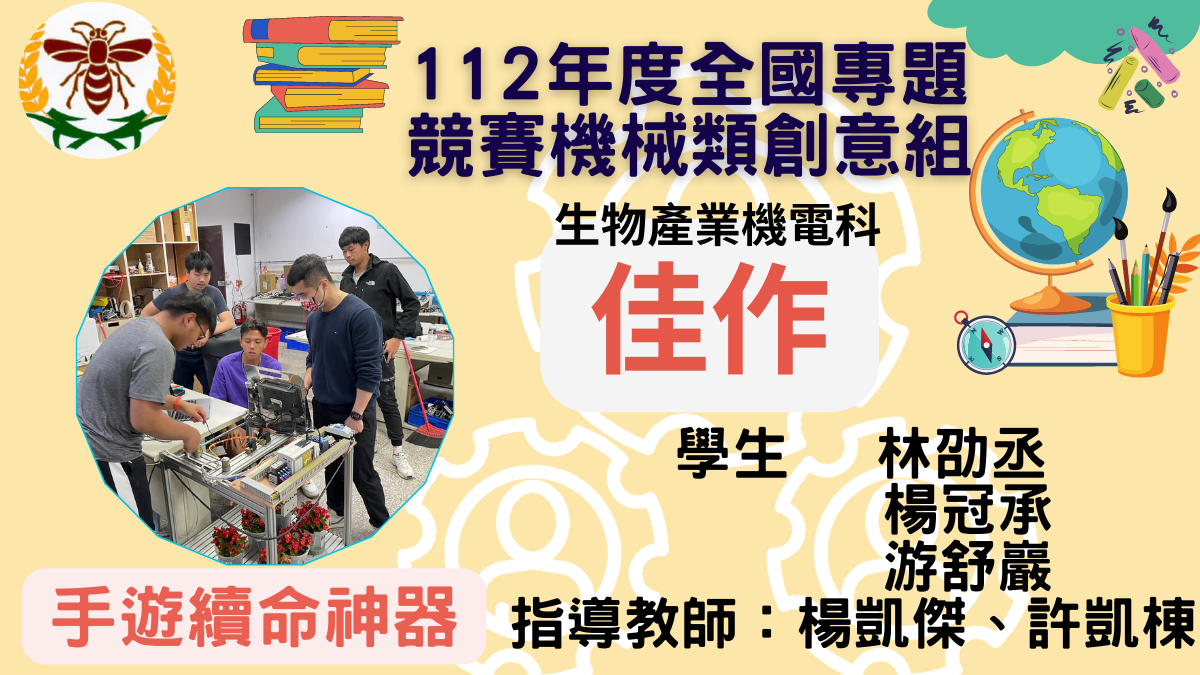 112年度全國專題
競賽機械類創意組
生物產業機電科
佳作
學生 林劭丞
楊冠承
游舒巖
手遊續命神器
指導教師：楊凱傑、許凱棟